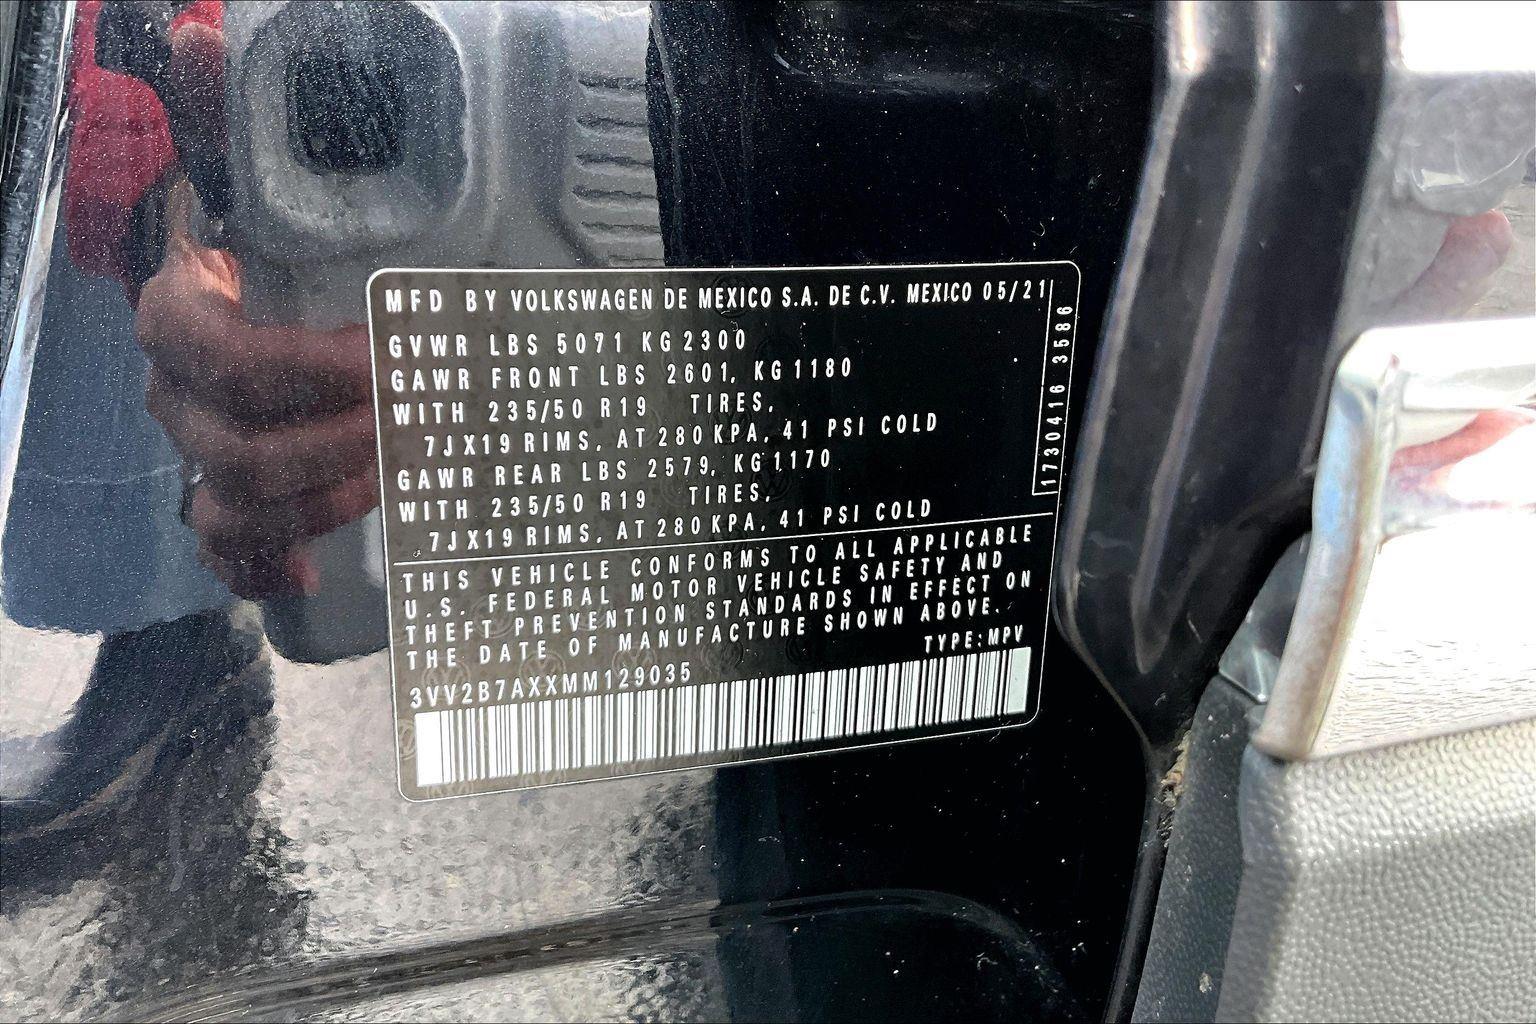 MFD BY VOLKSWAGEN DE MEXICO S.A. DE C.V. MEXICO 05/21
GVWR LBS 5071 KG 2300
GAWR FRONT LBS 2601, KG 1180
WITH 235/50 R19 TIRES,
7JX19 RIMS, AT 280 KPA, 41 PSI COLD
GAWR REAR LBS 2579, KG 1170
WITH 235/50 R19 TIRES,
7JX19 RIMS, AT 280 KPA, 41 PSI COLD
1730416 3586
THIS VEHICLE CONFORMS TO ALL APPLICABLE
U.S. FEDERAL MOTOR VEHICLE SAFETY AND
THEFT PREVENTION STANDARDS IN EFFECT ON
THE DATE OF MANUFACTURE SHOWN ABOVE.
TYPE:MPV
3VV2B7AXXMM129035